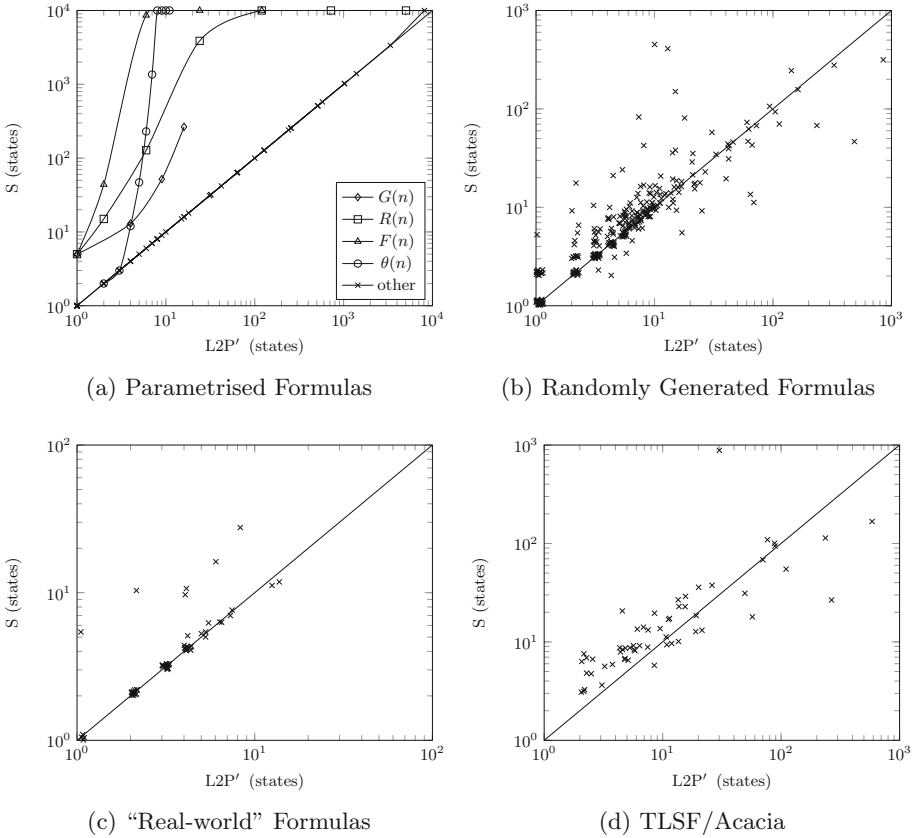 10^4
10^3
10^2
10^1
10^0
S (states)
10^0 10^1 10^2 10^3 10^4
L2P′ (states)
G(n)
R(n)
F(n)
θ(n)
other
(a) Parametrised Formulas
10^3
10^2
10^1
10^0
S (states)
10^0 10^1 10^2 10^3
L2P′ (states)
(b) Randomly Generated Formulas
10^2
10^1
10^0
S (states)
10^0 10^1 10^2
L2P′ (states)
(c) “Real-world” Formulas
10^3
10^2
10^1
10^0
S (states)
10^0 10^1 10^2 10^3
L2P′ (states)
(d) TLSF/Acacia